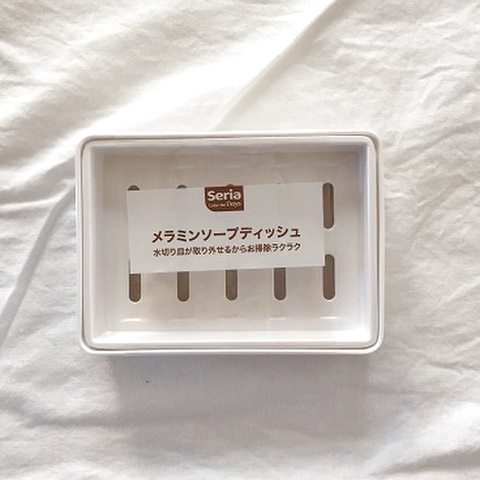 Seria
Color the Days
メラミンソープディッシュ
水切り皿が取り外せるからお掃除ラクラク